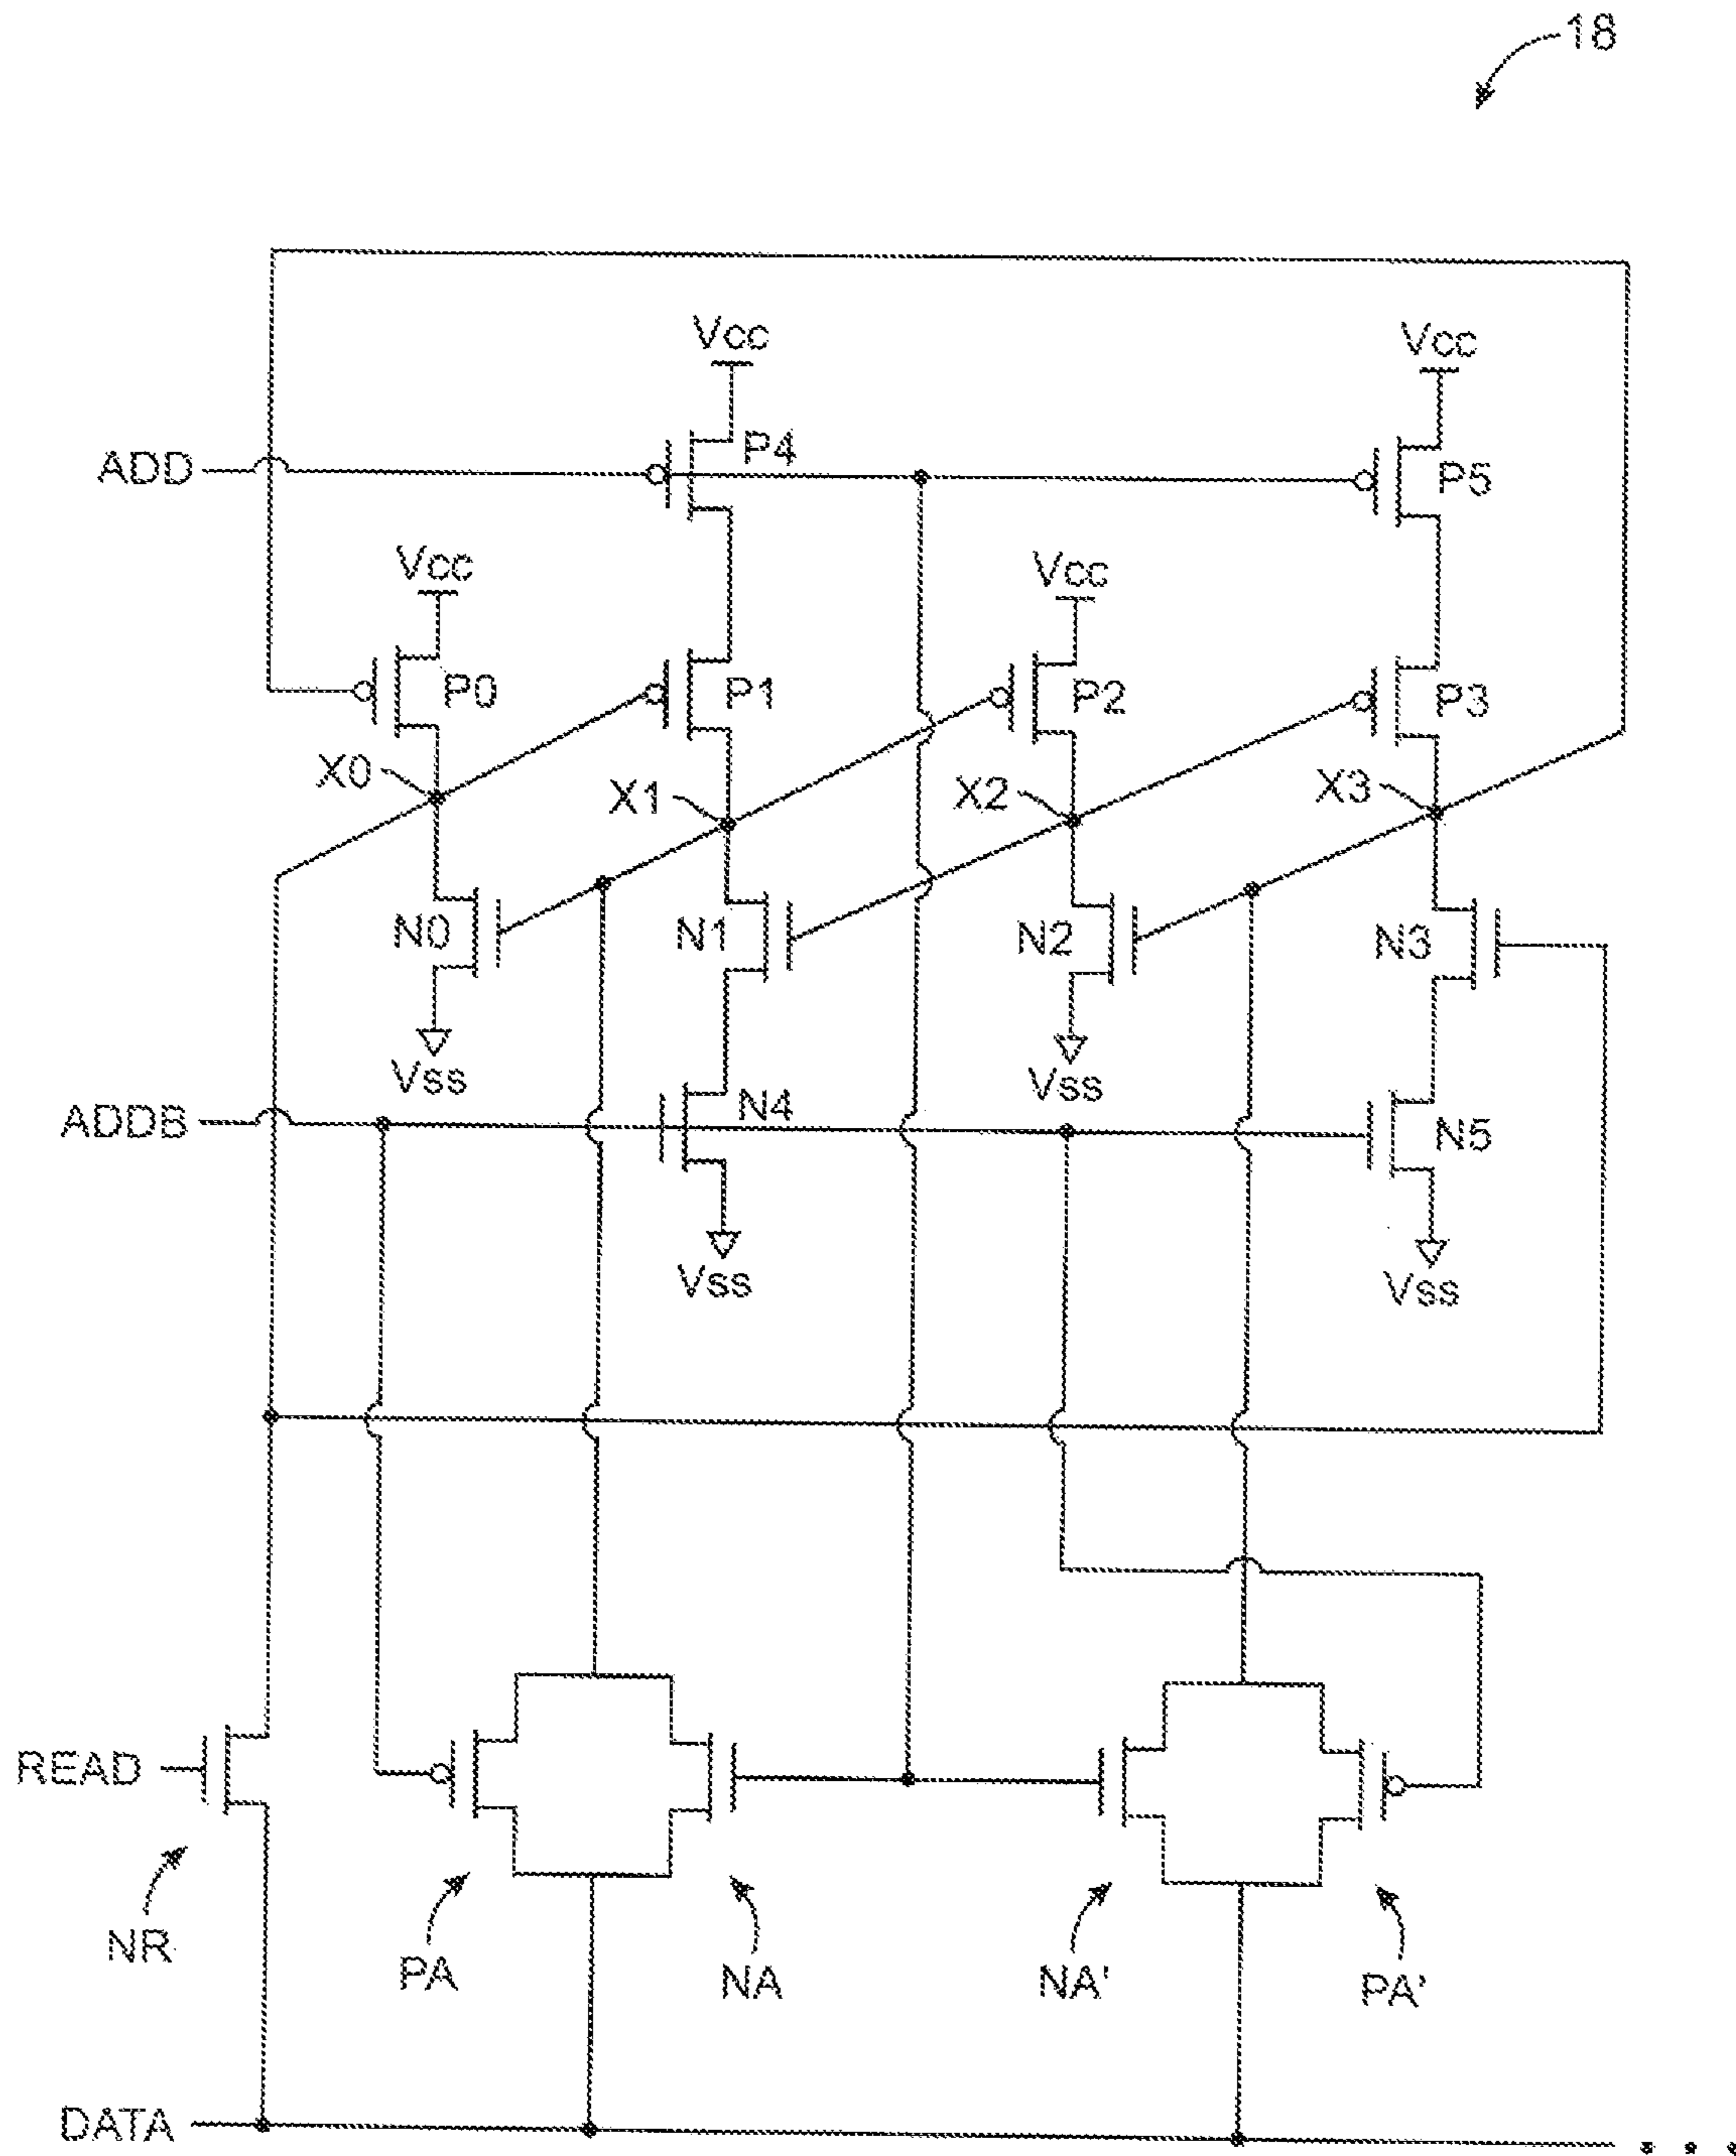 18
Vcc
Vcc
ADD
P4
P5
Vcc
Vcc
P0
P1
P2
P3
X0
X1
X2
X3
N0
N1
N2
N3
Vss
Vss
ADDB
N4
N5
Vss
Vss
READ
NR
PA
NA
NA'
PA'
DATA